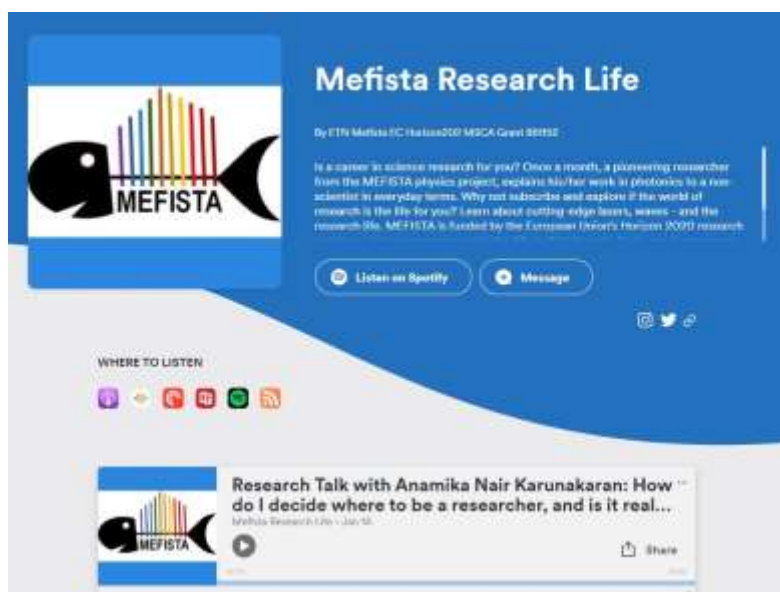 MEFISTA
Mefista Research Life
By ETN Mefista EC Horizon2020 MSCA Grant
Is a career in science research for you? Once a month, a pioneering researcher
from the MEFISTA physics project, explains his/her work in photonics to a non-
scientist in everyday terms. Why not subscribe and explore if the world of
research is the life for you? Learn about cutting-edge lasers, waves - and the
research life. MEFISTA is funded by the European Union's Horizon 2020 research
Listen on Spotify
Message
WHERE TO LISTEN
MEFISTA
Research Talk with Anamika Nair Karunakaran: How
do I decide where to be a researcher, and is it real...
Mefista Research Life - Jan
Share